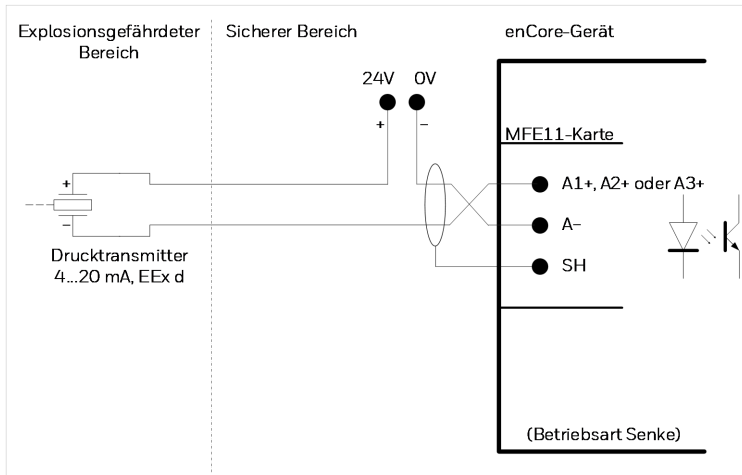 Explosionsgefährdeter
Bereich
Sicherer Bereich
enCore-Gerät
24V
0V
+
−
MFE11-Karte
+
−
A1+, A2+ oder A3+
A−
SH
Drucktransmitter
4...20 mA, EEx d
(Betriebsart Senke)